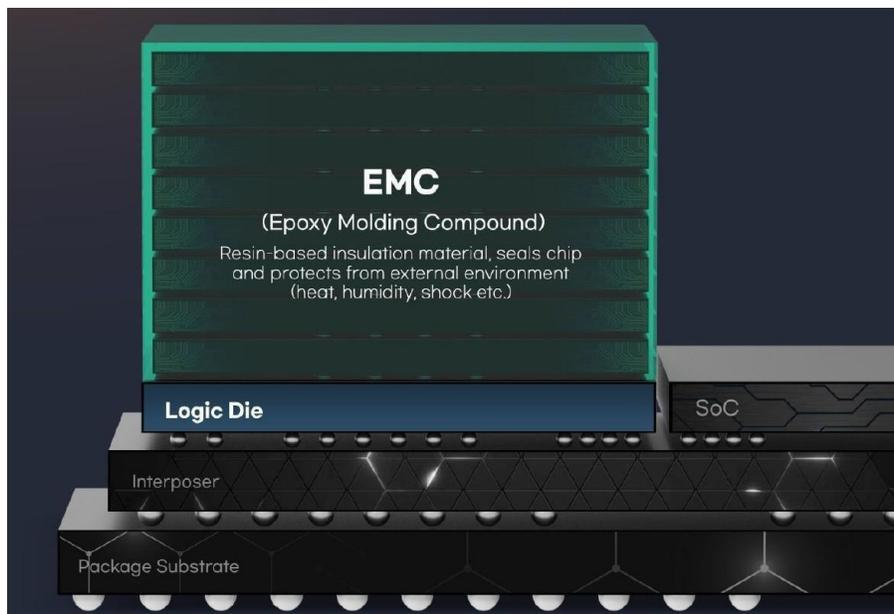 EMC
(Epoxy Molding Compound)
Resin-based insulation material, seals chip
and protects from external environment
(heat, humidity, shock etc.)
Logic Die
SoC
Interposer
Package Substrate